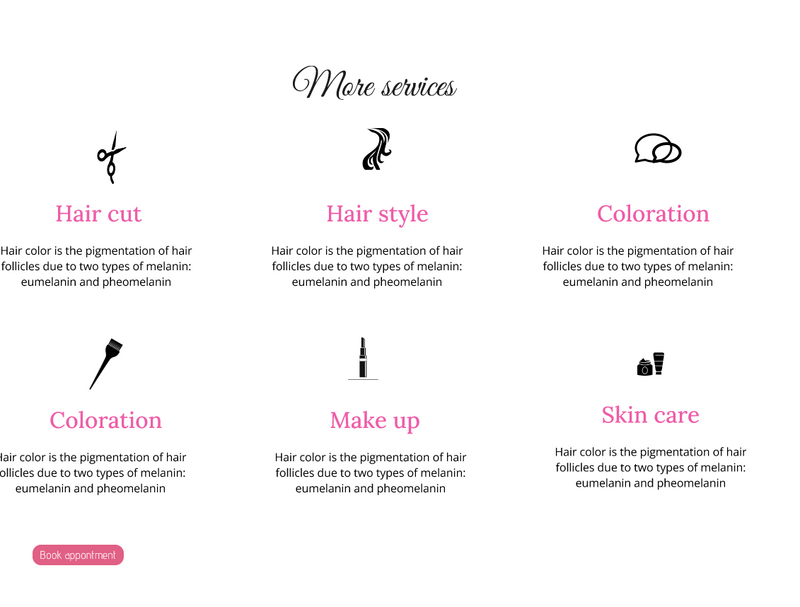 More services
Hair cut
Hair color is the pigmentation of hair
follicles due to two types of melanin:
eumelanin and pheomelanin
Hair style
Hair color is the pigmentation of hair
follicles due to two types of melanin:
eumelanin and pheomelanin
Coloration
Hair color is the pigmentation of hair
follicles due to two types of melanin:
eumelanin and pheomelanin
Coloration
Hair color is the pigmentation of hair
ollicles due to two types of melanin:
eumelanin and pheomelanin
Make up
Hair color is the pigmentation of hair
follicles due to two types of melanin:
eumelanin and pheomelanin
Skin care
Hair color is the pigmentation of hair
follicles due to two types of melanin:
eumelanin and pheomelanin
Book appontment